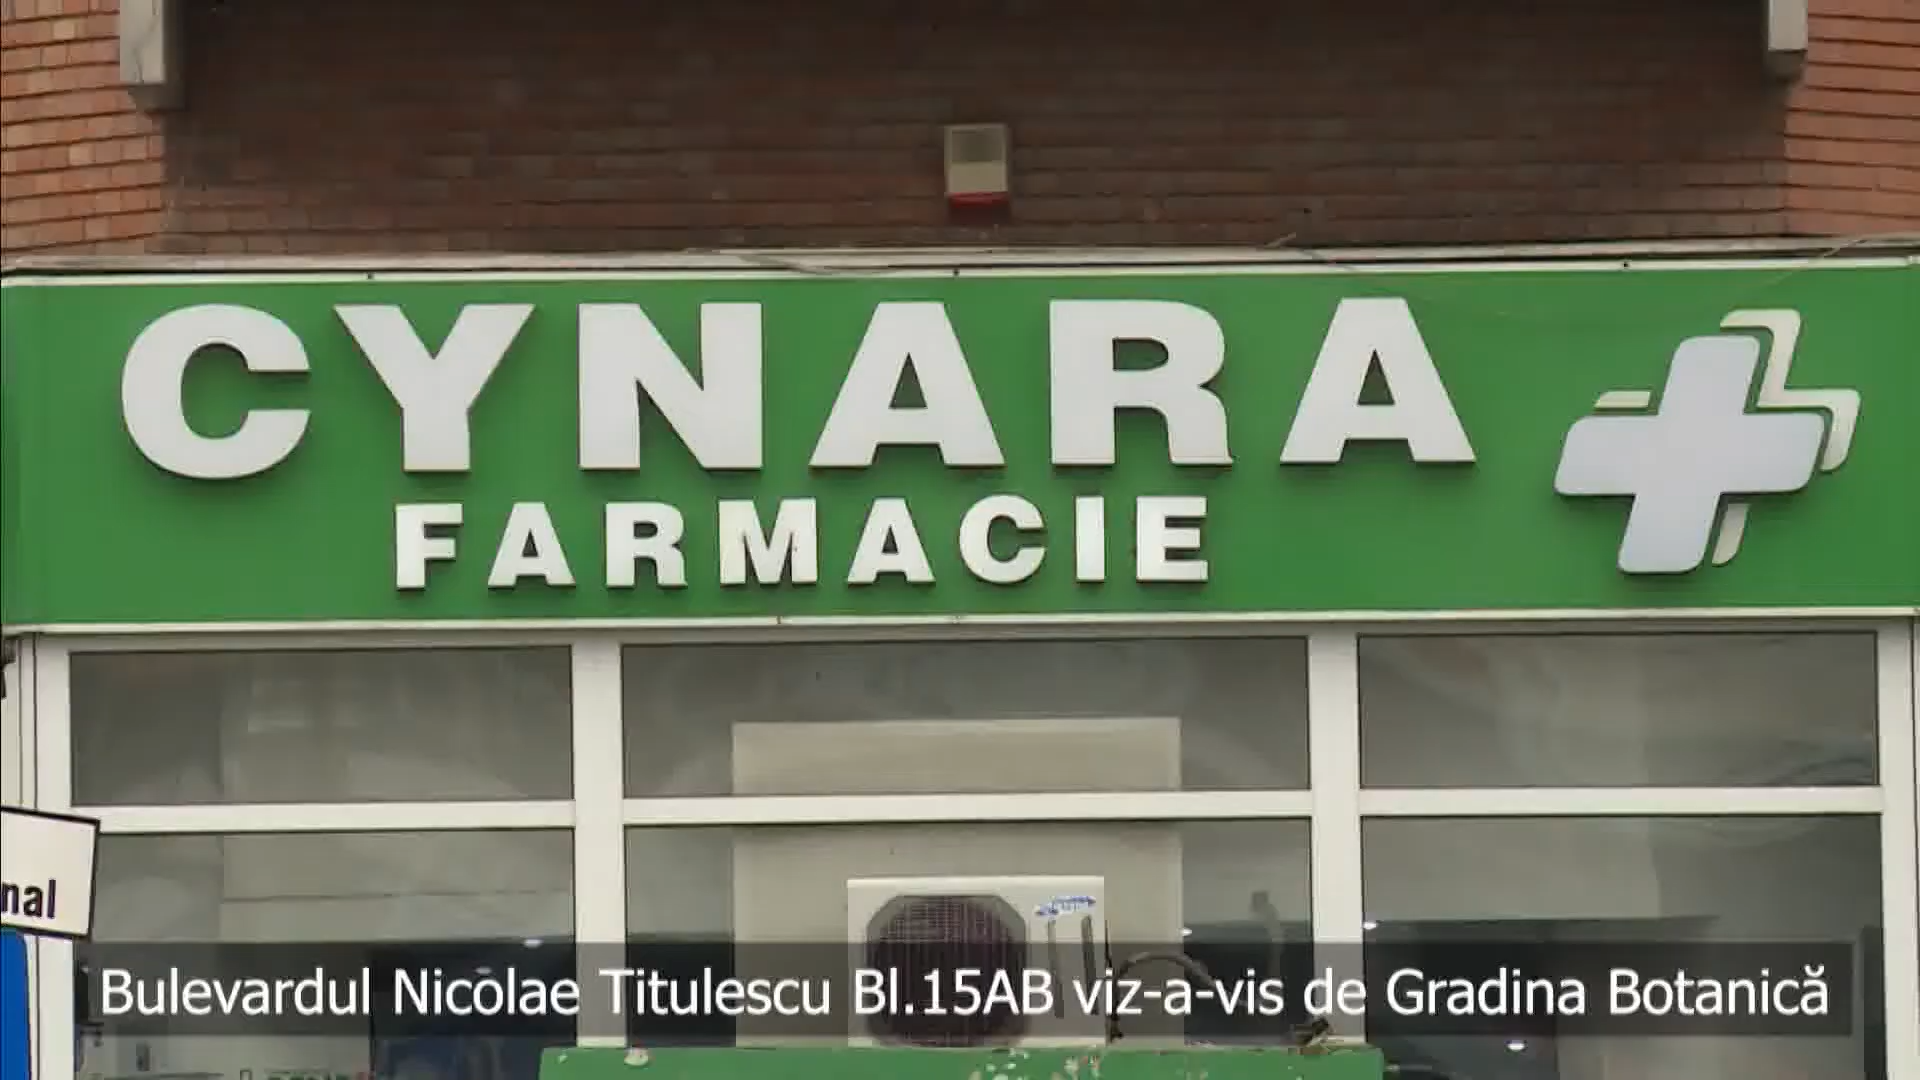 CYNARA
FARMACIE
nal
Bulevardul Nicolae Titulescu Bl.15AB viz-a-vis de Gradina Botanică